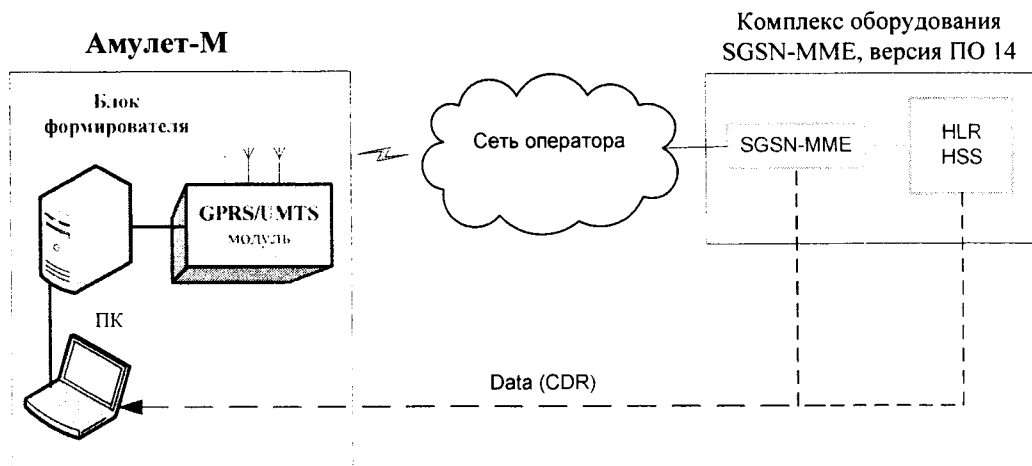 Амулет-М
Комплекс оборудования
SGSN-MME, версия ПО 14
Блок
формирователя
Сеть оператора
SGSN-MME
HLR
HSS
GPRS/UMTS
модуль
ПК
Data (CDR)